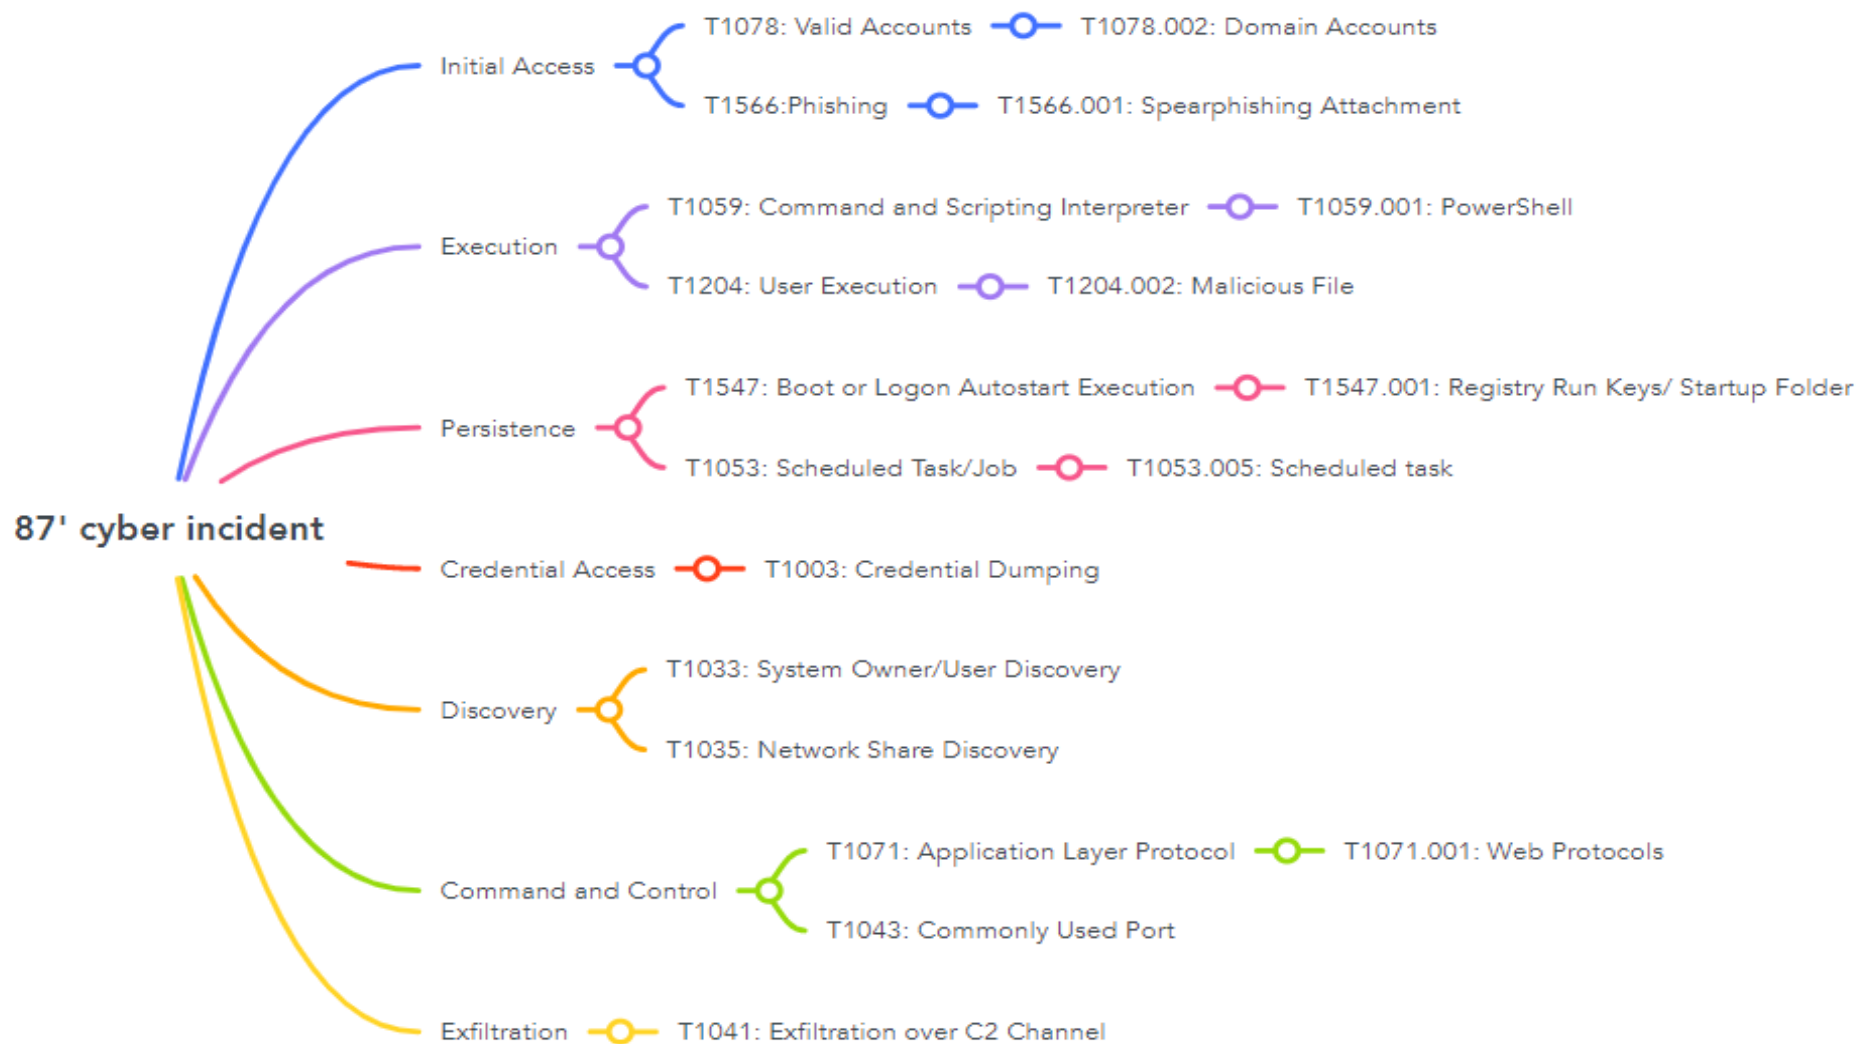 T1078: Valid Accounts
T1078.002: Domain Accounts
Initial Access
T1566:Phishing
T1566.001: Spearphishing Attachment
T1059: Command and Scripting Interpreter
T1059.001: PowerShell
Execution
T1204: User Execution
T1204.002: Malicious File
T1547: Boot or Logon Autostart Execution
T1547.001: Registry Run Keys/ Startup Folder
Persistence
T1053: Scheduled Task/Job
T1053.005: Scheduled task
87' cyber incident
Credential Access
T1003: Credential Dumping
T1033: System Owner/User Discovery
Discovery
T1035: Network Share Discovery
T1071: Application Layer Protocol
T1071.001: Web Protocols
Command and Control
T1043: Commonly Used Port
Exfiltration
T1041: Exfiltration over C2 Channel